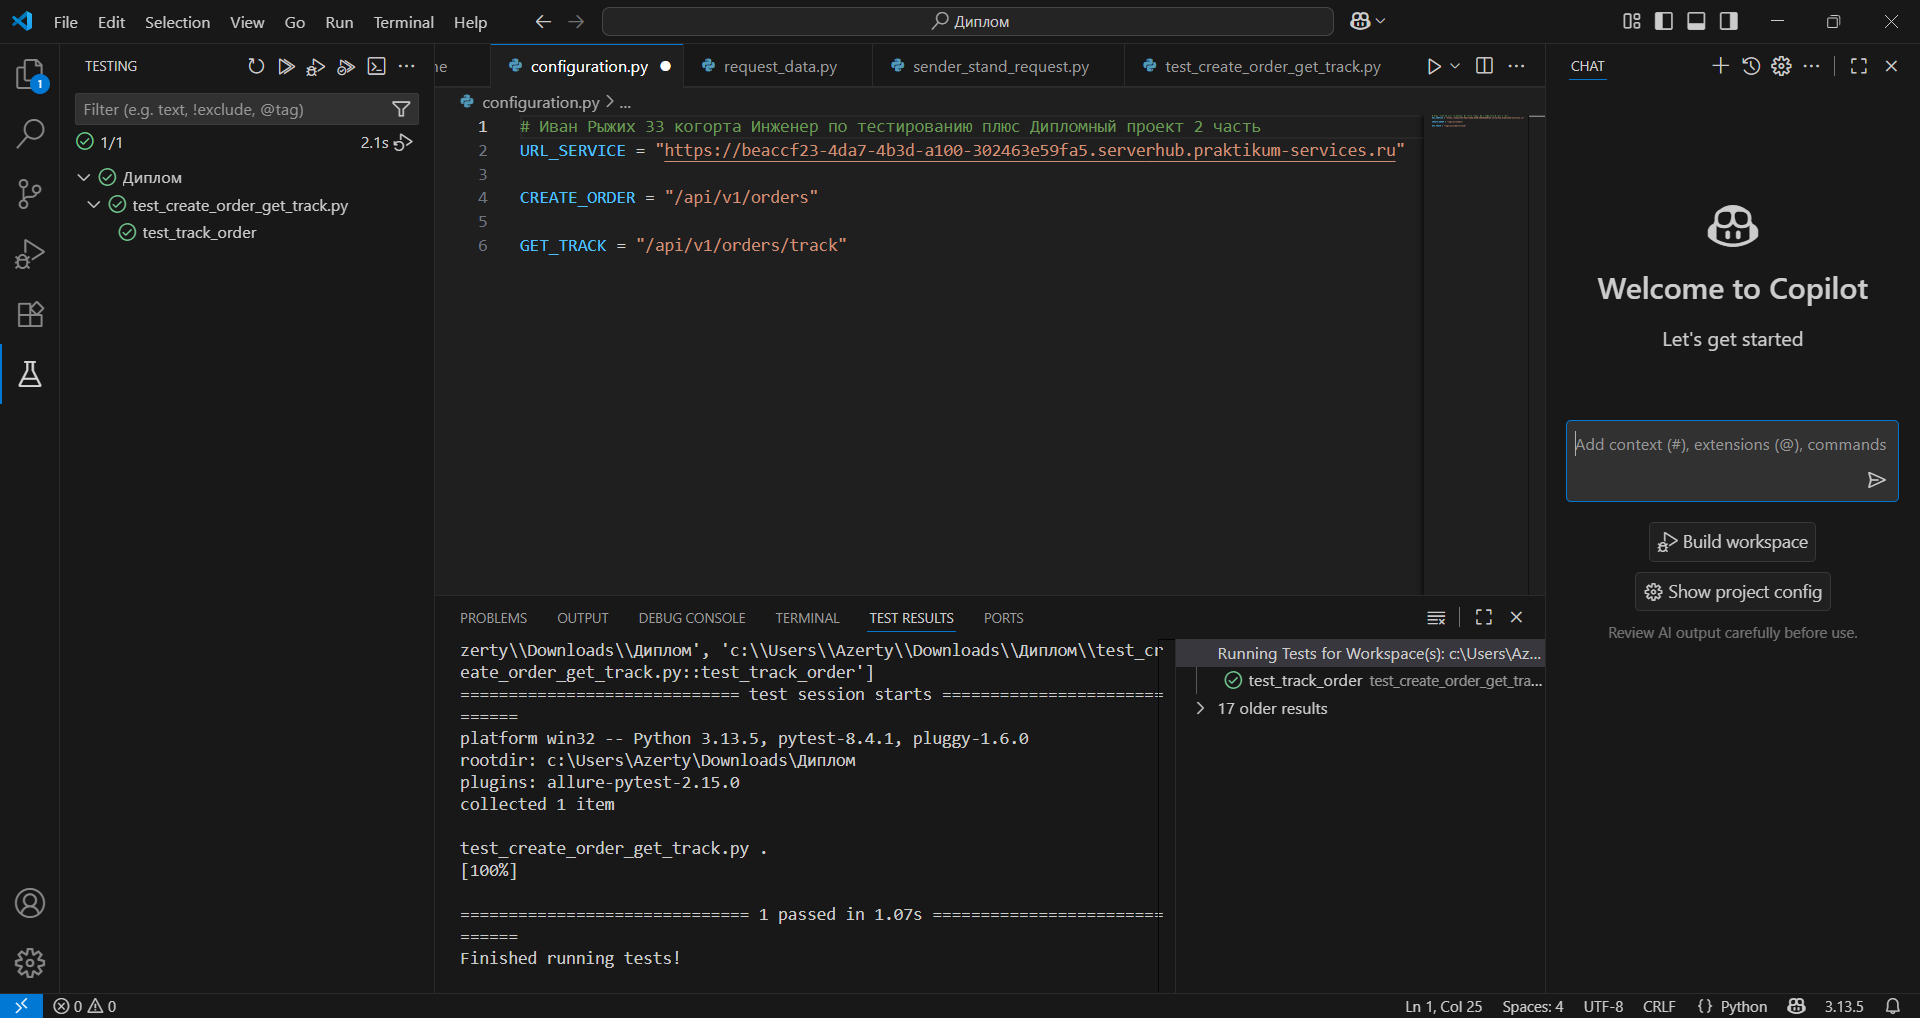 File Edit Selection View Go Run Terminal Help
Диплом
TESTING
Filter (e.g. text, !exclude, @tag)
1/1 2.1s
Диплом
test_create_order_get_track.py
test_track_order
me configuration.py request_data.py sender_stand_request.py test_create_order_get_track.py
configuration.py > ...
1 # Иван Рыжих 33 когорта Инженер по тестированию плюс Дипломный проект 2 часть
2 URL_SERVICE = "https://beaccf23-4da7-4b3d-a100-302463e59fa5.serverhub.praktikum-services.ru"
3
4 CREATE_ORDER = "/api/v1/orders"
5
6 GET_TRACK = "/api/v1/orders/track"
PROBLEMS OUTPUT DEBUG CONSOLE TERMINAL TEST RESULTS PORTS
zerty\\Downloads\\Диплом', 'c:\\Users\\Azerty\\Downloads\\Диплом\\test_cr
eate_order_get_track.py::test_track_order']
============================= test session starts =======================
======
platform win32 -- Python 3.13.5, pytest-8.4.1, pluggy-1.6.0
rootdir: c:\Users\Azerty\Downloads\Диплом
plugins: allure-pytest-2.15.0
collected 1 item
test_create_order_get_track.py .
[100%]
============================== 1 passed in 1.07s ========================
======
Finished running tests!
Running Tests for Workspace(s): c:\Users\Az...
test_track_order test_create_order_get_tra...
17 older results
CHAT
Welcome to Copilot
Let's get started
Add context (#), extensions (@), commands
Build workspace
Show project config
Review AI output carefully before use.
1
0 0
Ln 1, Col 25 Spaces: 4 UTF-8 CRLF {} Python 3.13.5